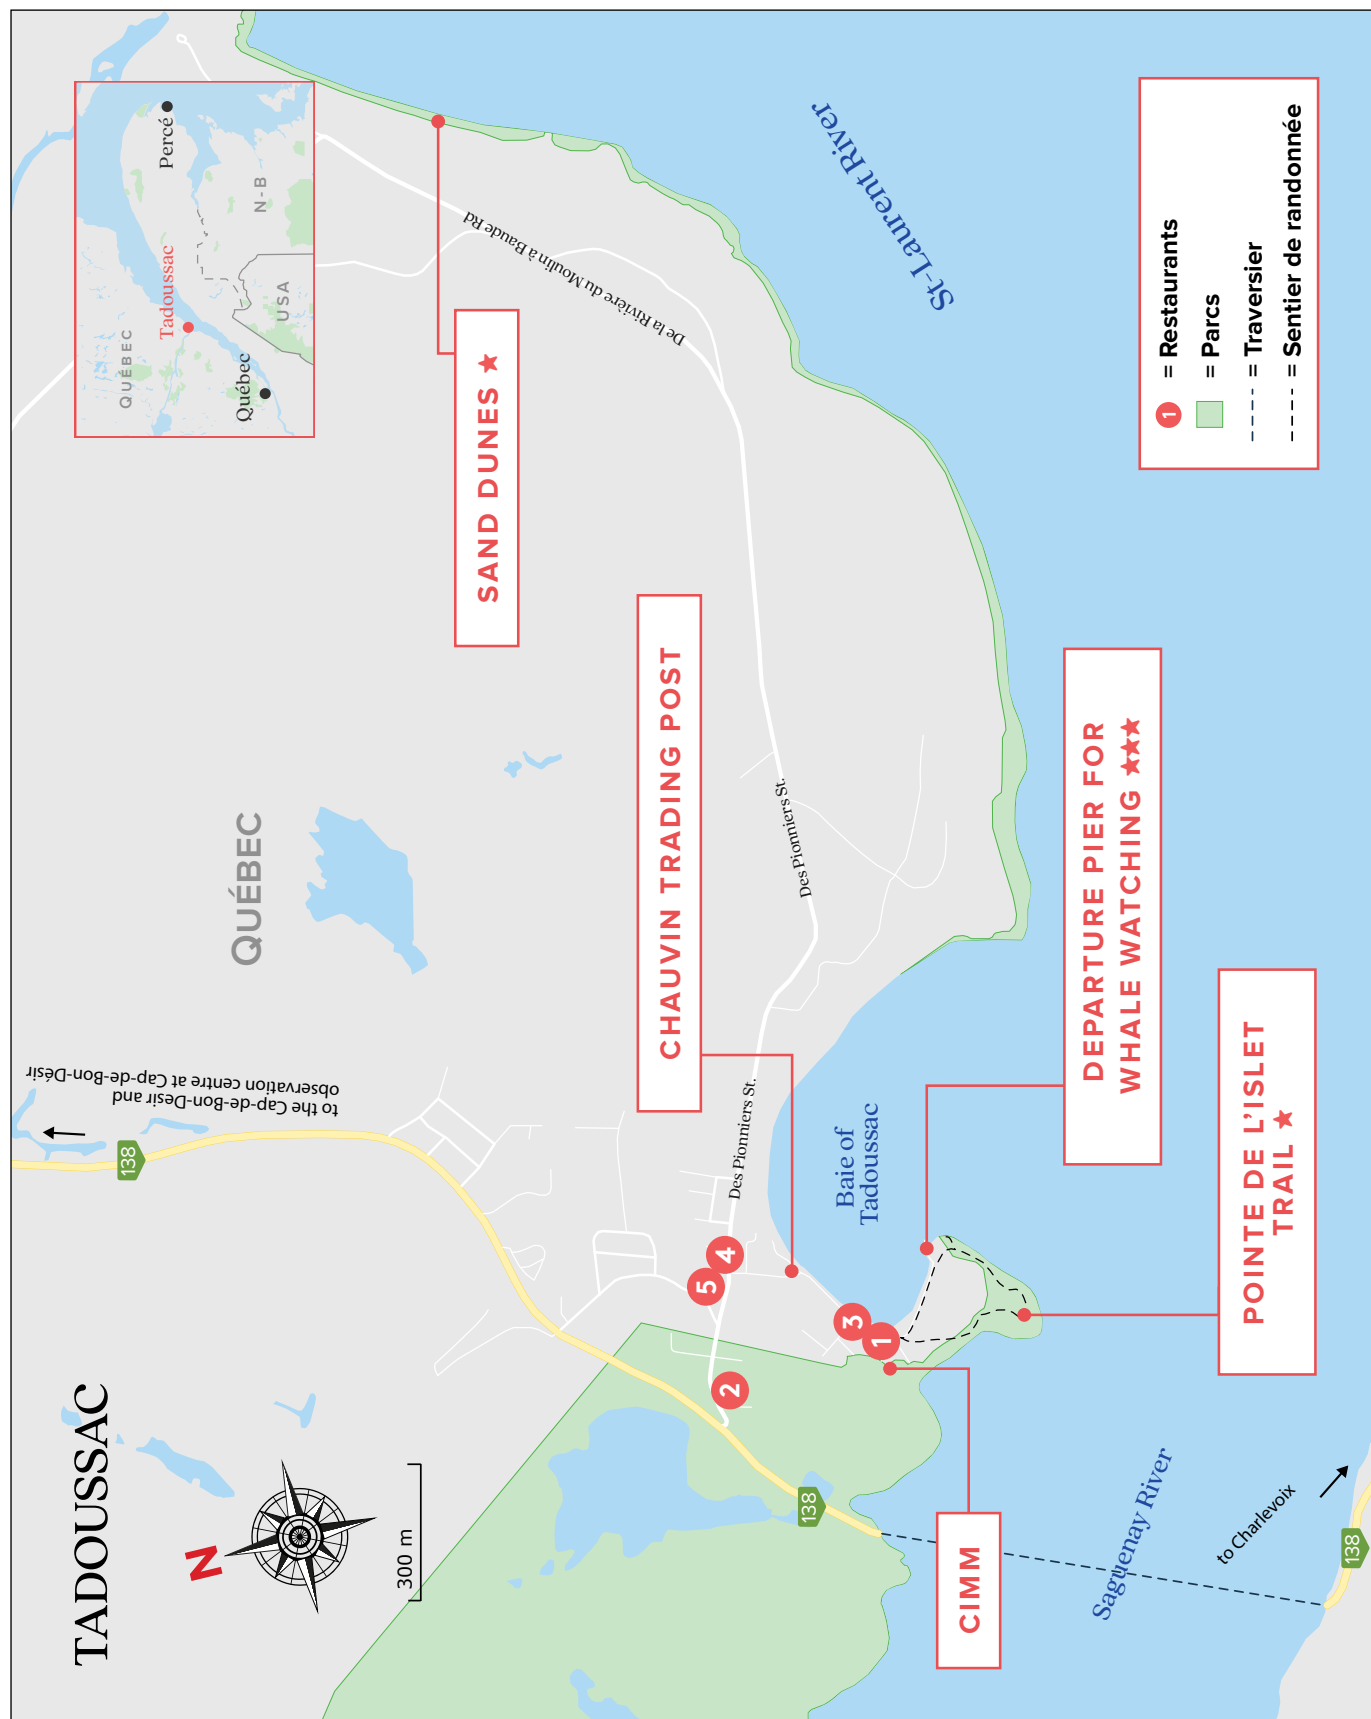 TADOUSSAC
N
300 m
QUÉBEC
Tadoussac
Percé
Québec
N-B
USA
138
to the Cap-de-Bon-Desir and
observation centre at Cap-de-Bon-Désir
QUÉBEC
SAND DUNES ★
De la Rivière du Moulin à Baude Rd
CHAUVIN TRADING POST
Des Pionniers St.
Des Pionniers St.
St-Laurent River
5
4
2
3
1
Baie of
Tadoussac
DEPARTURE PIER FOR
WHALE WATCHING ★★★
138
CIMM
POINTE DE L'ISLET
TRAIL ★
Saguenay River
to Charlevoix
138
1 = Restaurants
= Parcs
= Traversier
= Sentier de randonnée